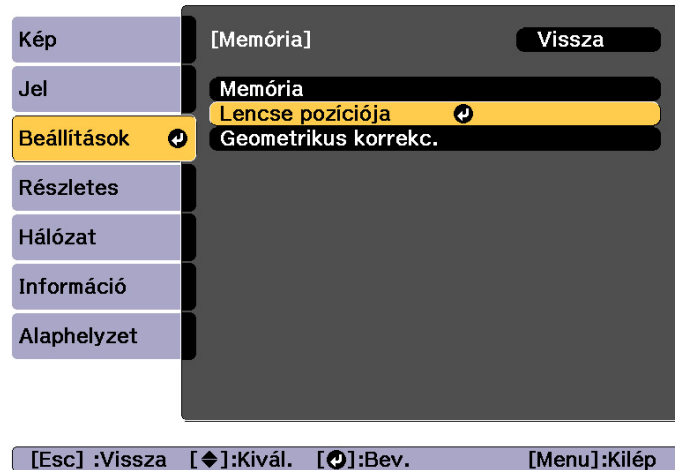 Kép
Jel
Beállítások
Részletes
Hálózat
Információ
Alaphelyzet
[Memória] Vissza
Memória
Lencse pozíciója
Geometrikus korrekc.
[Esc] :Vissza [◆]:Kivál. [↵]:Bev. [Menu]:Kilép